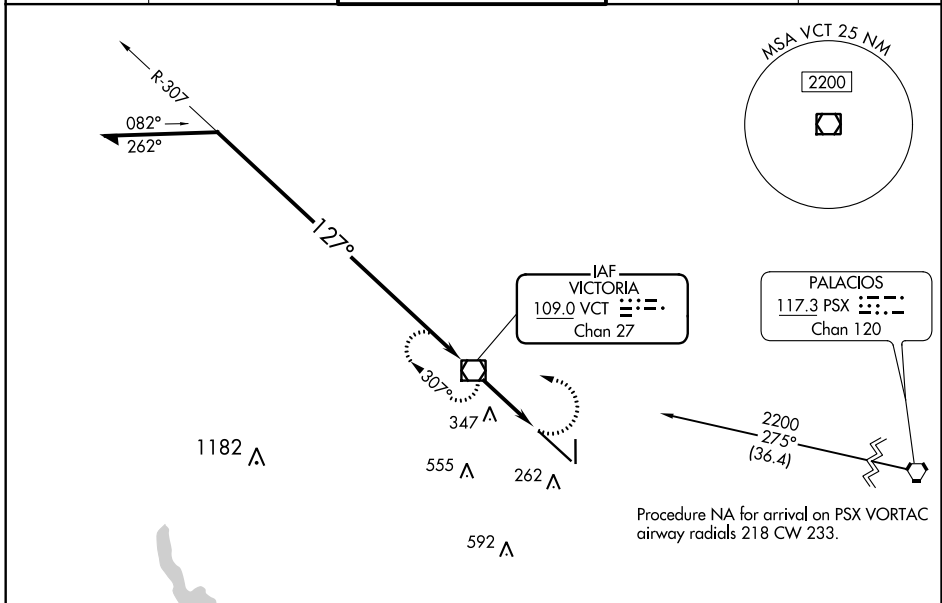 MSA VCT 25 NM
2200
R-307
082°
262°
127°
IAF
VICTORIA
109.0 VCT
Chan 27
PALACIOS
117.3 PSX
Chan 120
307°
347
2200
275°
(36.4)
1182
555
262
Procedure NA for arrival on PSX VORTAC
airway radials 218 CW 233.
592